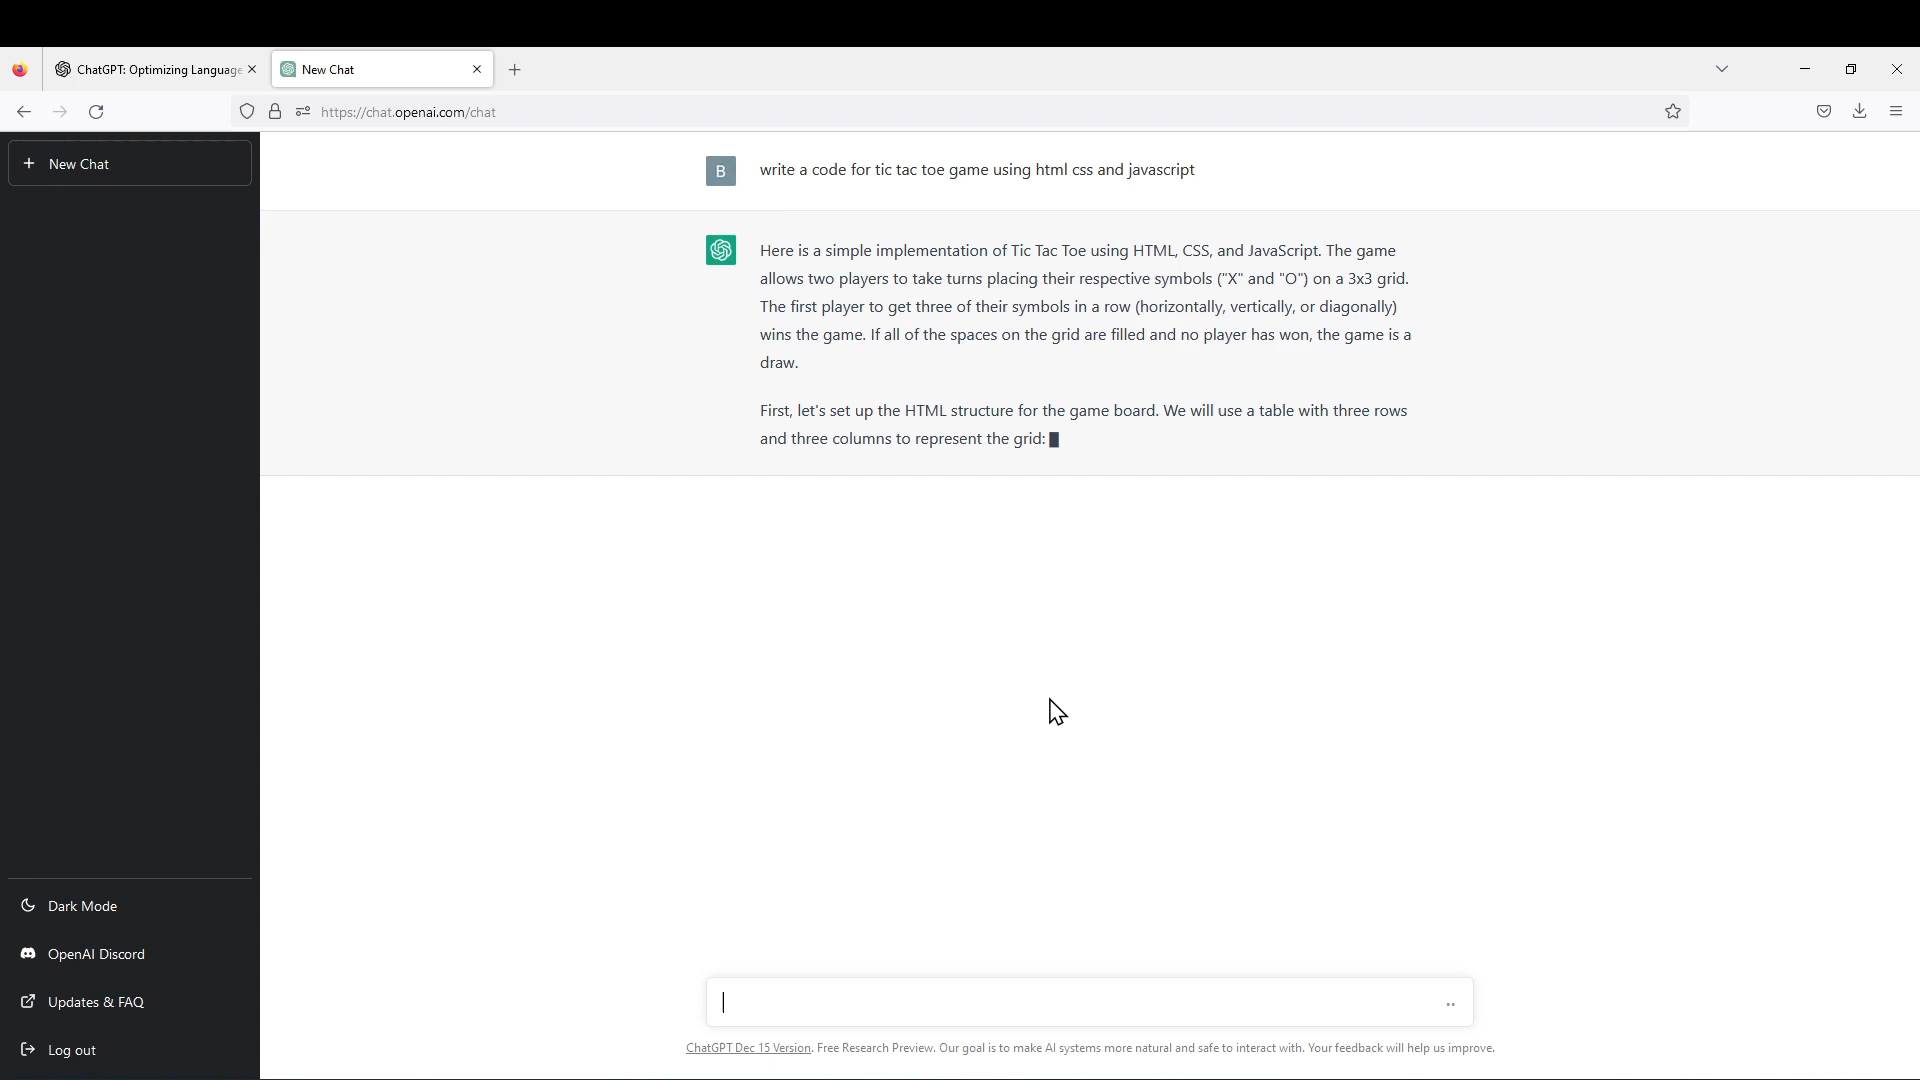 ChatGPT: Optimizing Language
New Chat
https://chat.openai.com/chat
New Chat
B
write a code for tic tac toe game using html css and javascript
Here is a simple implementation of Tic Tac Toe using HTML, CSS, and JavaScript. The game
allows two players to take turns placing their respective symbols ("X" and "O") on a 3x3 grid.
The first player to get three of their symbols in a row (horizontally, vertically, or diagonally)
wins the game. If all of the spaces on the grid are filled and no player has won, the game is a
draw.
First, let's set up the HTML structure for the game board. We will use a table with three rows
and three columns to represent the grid:
Dark Mode
OpenAI Discord
Updates & FAQ
Log out
ChatGPT Dec 15 Version. Free Research Preview. Our goal is to make AI systems more natural and safe to interact with. Your feedback will help us improve.